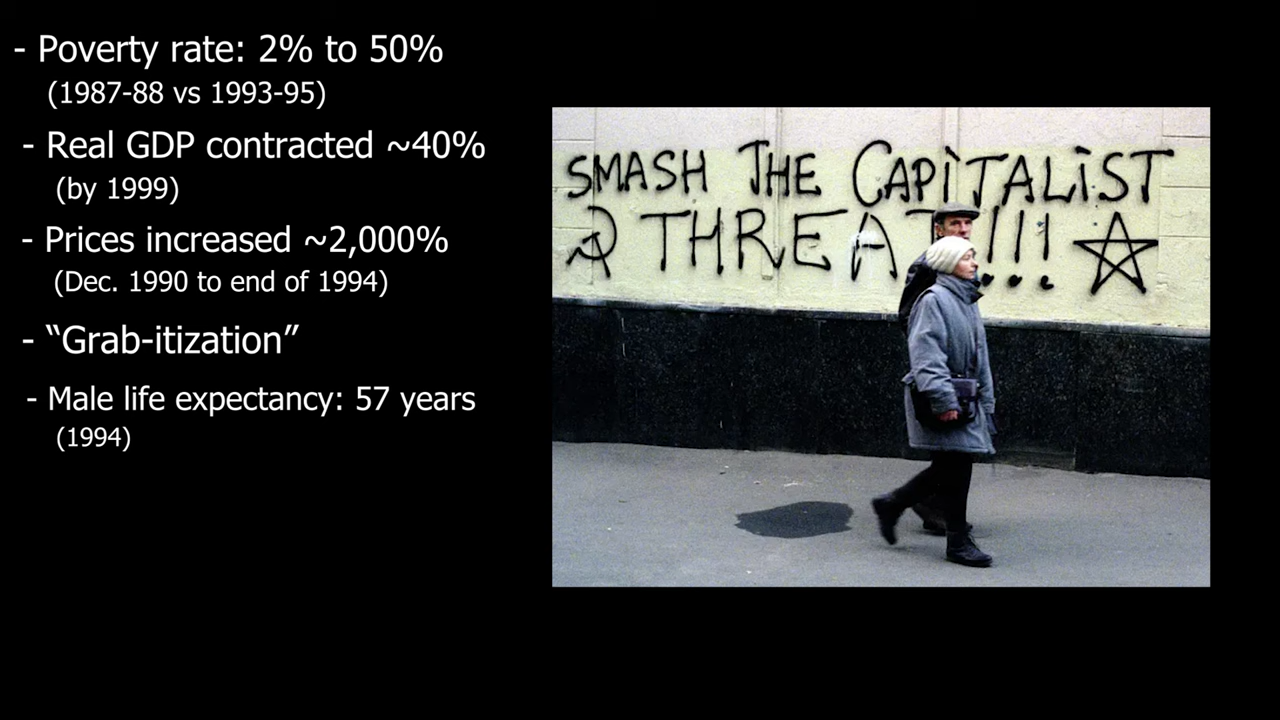 - Poverty rate: 2% to 50%
(1987-88 vs 1993-95)
- Real GDP contracted ~40%
(by 1999)
- Prices increased ~2,000%
(Dec. 1990 to end of 1994)
- “Grab-itization”
- Male life expectancy: 57 years
(1994)
SMASH THE CAPiTALiST
THREAT!!!